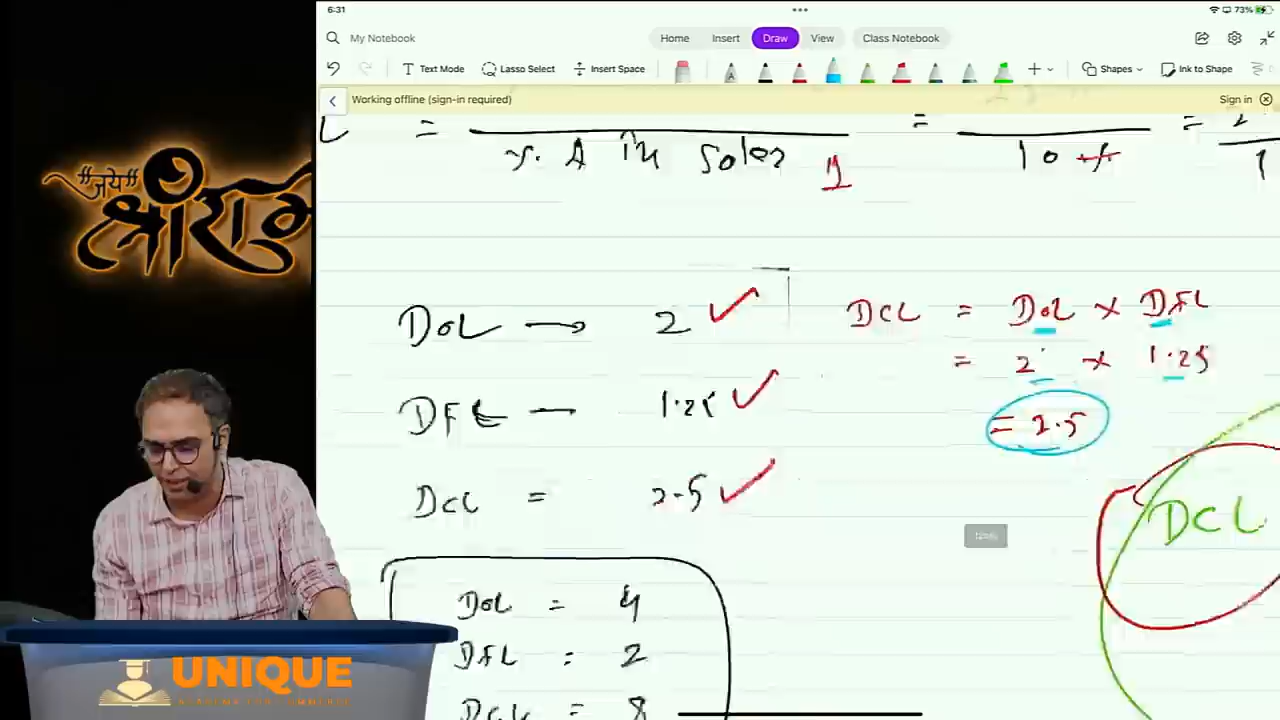 6:31
73%
My Notebook
Home Insert Draw View Class Notebook
Text Mode Lasso Select Insert Space Shapes Ink to Shape
Working offline (sign-in required) Sign in
= % Δ in Sales = 10 % = 1
#जय# श्रीराम
DOL → 2
DCL = DOL × DFL
= 2 × 1.25
DFL — 1.25
= 2.5
DCL = 2.5
DCL
DOL = 4
DFL = 2
DCL = 8
UNIQUE
ACADEMY FOR COMMERCE